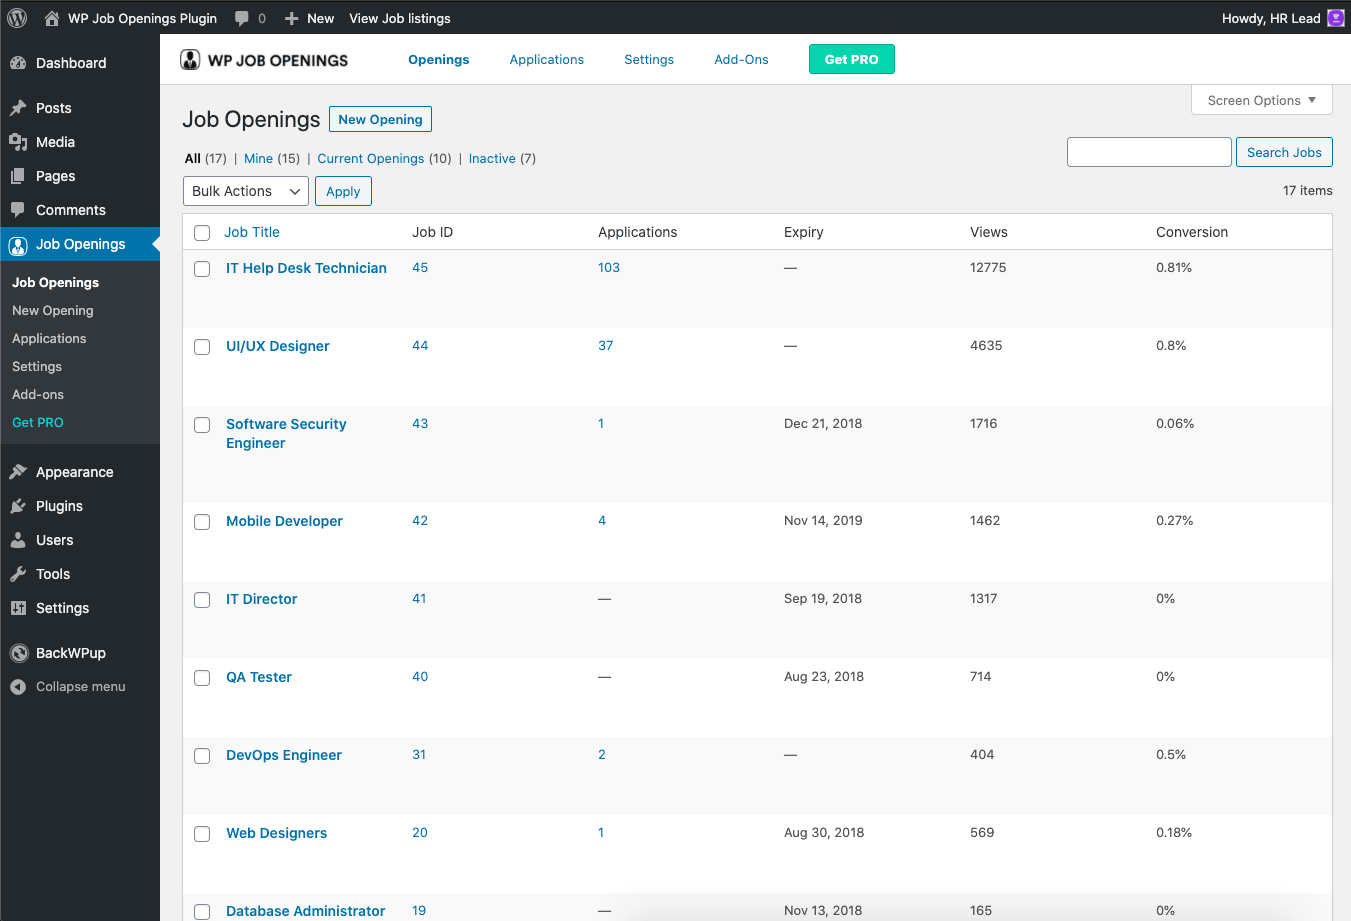 WP Job Openings Plugin 0 New View Job listings Howdy, HR Lead
Dashboard
Posts
Media
Pages
Comments
Job Openings
Job Openings
New Opening
Applications
Settings
Add-ons
Get PRO
Appearance
Plugins
Users
Tools
Settings
BackWPup
Collapse menu
WP JOB OPENINGS Openings Applications Settings Add-Ons Get PRO
Screen Options
Job Openings New Opening
All (17) | Mine (15) | Current Openings (10) | Inactive (7)
Search Jobs
Bulk Actions Apply
17 items
Job Title Job ID Applications Expiry Views Conversion
IT Help Desk Technician 45 103 — 12775 0.81%
UI/UX Designer 44 37 — 4635 0.8%
Software Security 43 1 Dec 21, 2018 1716 0.06%
Engineer
Mobile Developer 42 4 Nov 14, 2019 1462 0.27%
IT Director 41 — Sep 19, 2018 1317 0%
QA Tester 40 — Aug 23, 2018 714 0%
DevOps Engineer 31 2 — 404 0.5%
Web Designers 20 1 Aug 30, 2018 569 0.18%
Database Administrator 19 — Nov 13, 2018 165 0%